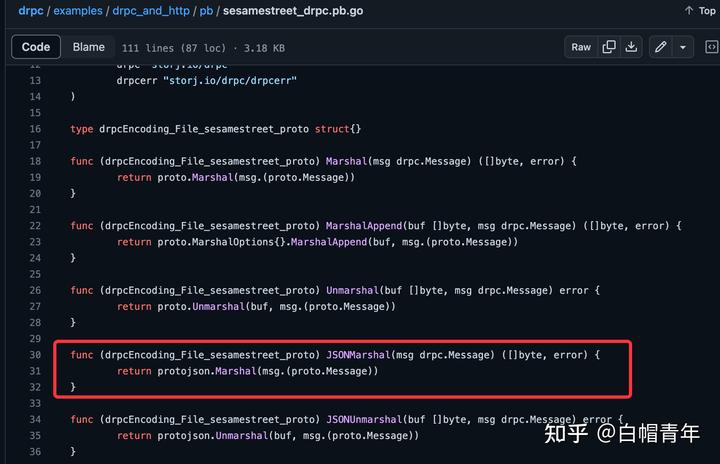 drpc / examples / drpc_and_http / pb / sesamestreet_drpc.pb.go
↑ Top
Code Blame 111 lines (87 loc) · 3.18 KB
Raw
12 drpc "storj.io/drpc"
13 drpcerr "storj.io/drpc/drpcerr"
14 )
15
16 type drpcEncoding_File_sesamestreet_proto struct{}
17
18 func (drpcEncoding_File_sesamestreet_proto) Marshal(msg drpc.Message) ([]byte, error) {
19 return proto.Marshal(msg.(proto.Message))
20 }
21
22 func (drpcEncoding_File_sesamestreet_proto) MarshalAppend(buf []byte, msg drpc.Message) ([]byte, error) {
23 return proto.MarshalOptions{}.MarshalAppend(buf, msg.(proto.Message))
24 }
25
26 func (drpcEncoding_File_sesamestreet_proto) Unmarshal(buf []byte, msg drpc.Message) error {
27 return proto.Unmarshal(buf, msg.(proto.Message))
28 }
29
30 func (drpcEncoding_File_sesamestreet_proto) JSONMarshal(msg drpc.Message) ([]byte, error) {
31 return protojson.Marshal(msg.(proto.Message))
32 }
33
34 func (drpcEncoding_File_sesamestreet_proto) JSONUnmarshal(buf []byte, msg drpc.Message) error {
35 return protojson.Unmarshal(buf, msg.(proto.Message))
36 }
知乎 @白帽青年